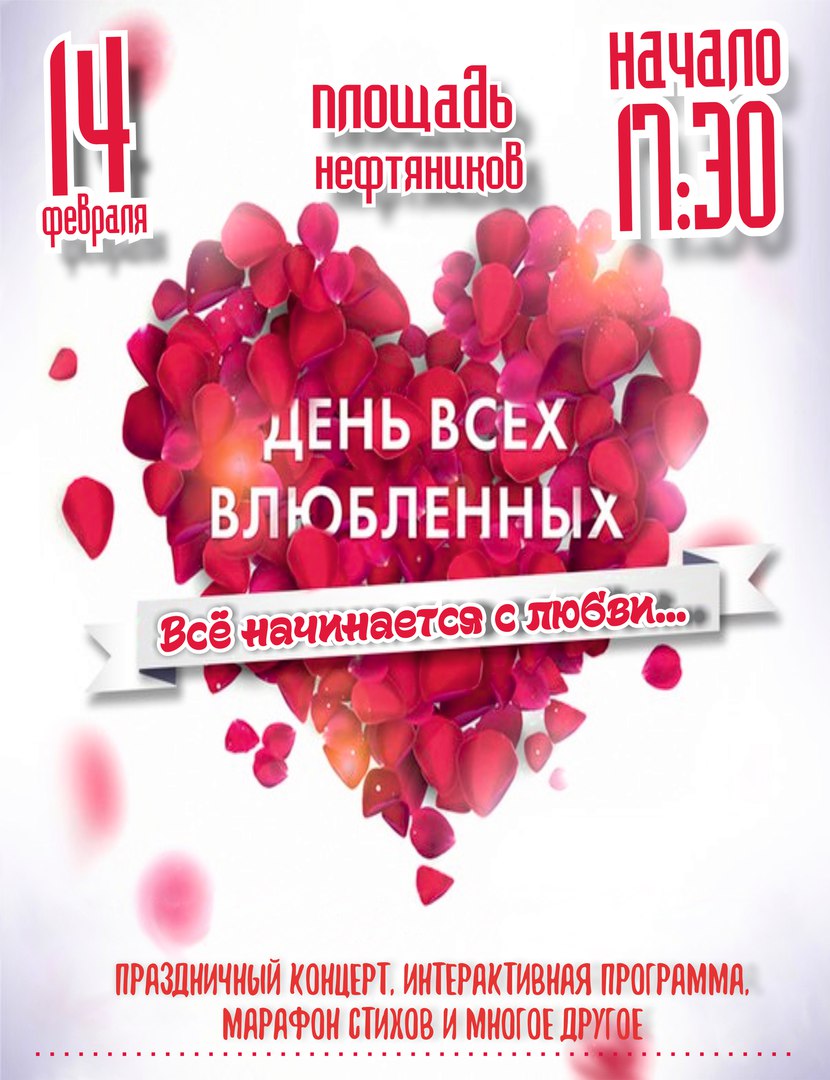 14
февраля
площадь
нефтяников
начало
17:30
ДЕНЬ ВСЕХ
ВЛЮБЛЕННЫХ
Всё начинается с любви...
ПРАЗДНИЧНЫЙ КОНЦЕРТ, ИНТЕРАКТИВНАЯ ПРОГРАММА,
МАРАФОН СТИХОВ И МНОГОЕ ДРУГОЕ